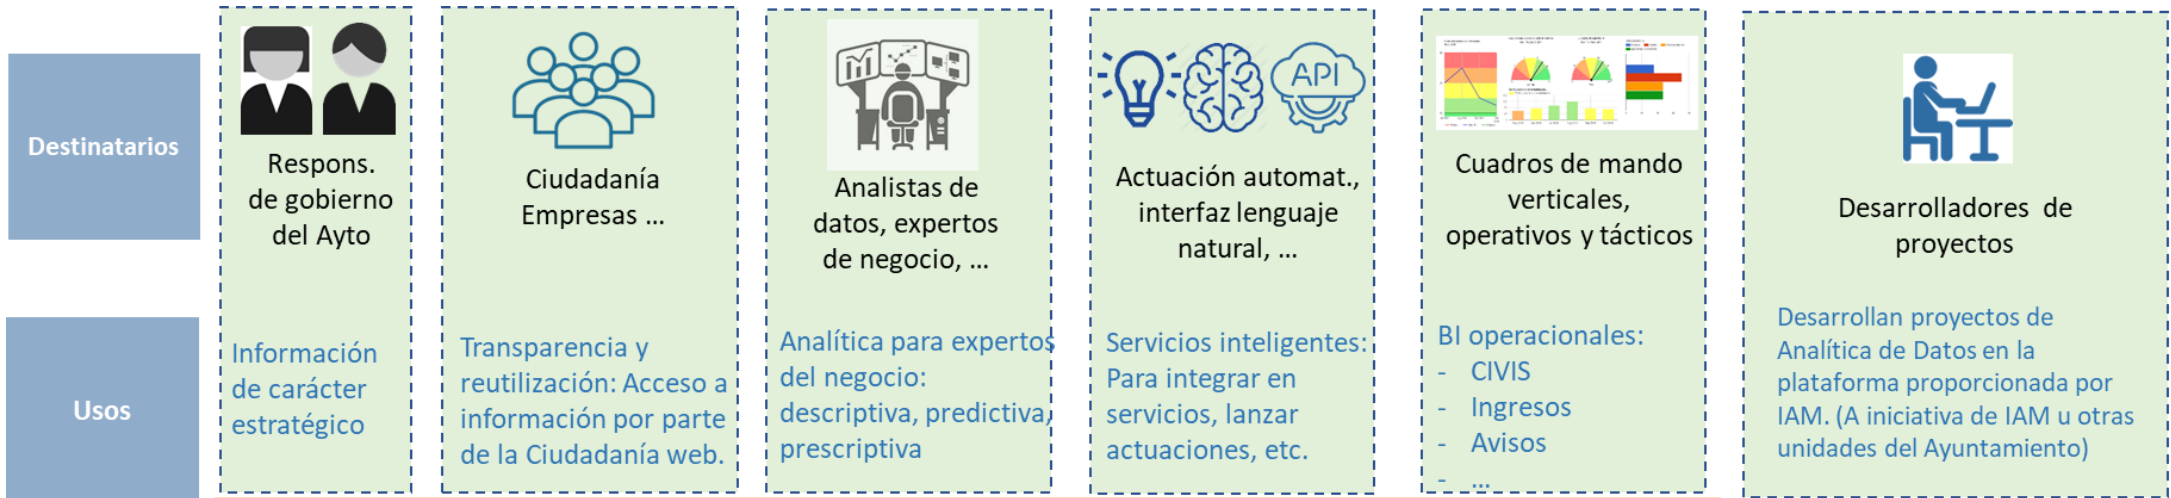 Destinatarios
Respons.
de gobierno
del Ayto
Ciudadanía
Empresas ...
Analistas de
datos, expertos
de negocio, ...
API
Actuación automat.,
interfaz lenguaje
natural, ...
Cuadros de mando
verticales,
operativos y tácticos
Desarrolladores de
proyectos
Usos
Información
de carácter
estratégico
Transparencia y
reutilización: Acceso a
información por parte
de la Ciudadanía web.
Analítica para expertos
del negocio:
descriptiva, predictiva,
prescriptiva
Servicios inteligentes:
Para integrar en
servicios, lanzar
actuaciones, etc.
BI operacionales:
- CIVIS
- Ingresos
- Avisos
- ...
Desarrollan proyectos de
Analítica de Datos en la
plataforma proporcionada por
IAM. (A iniciativa de IAM u otras
unidades del Ayuntamiento)